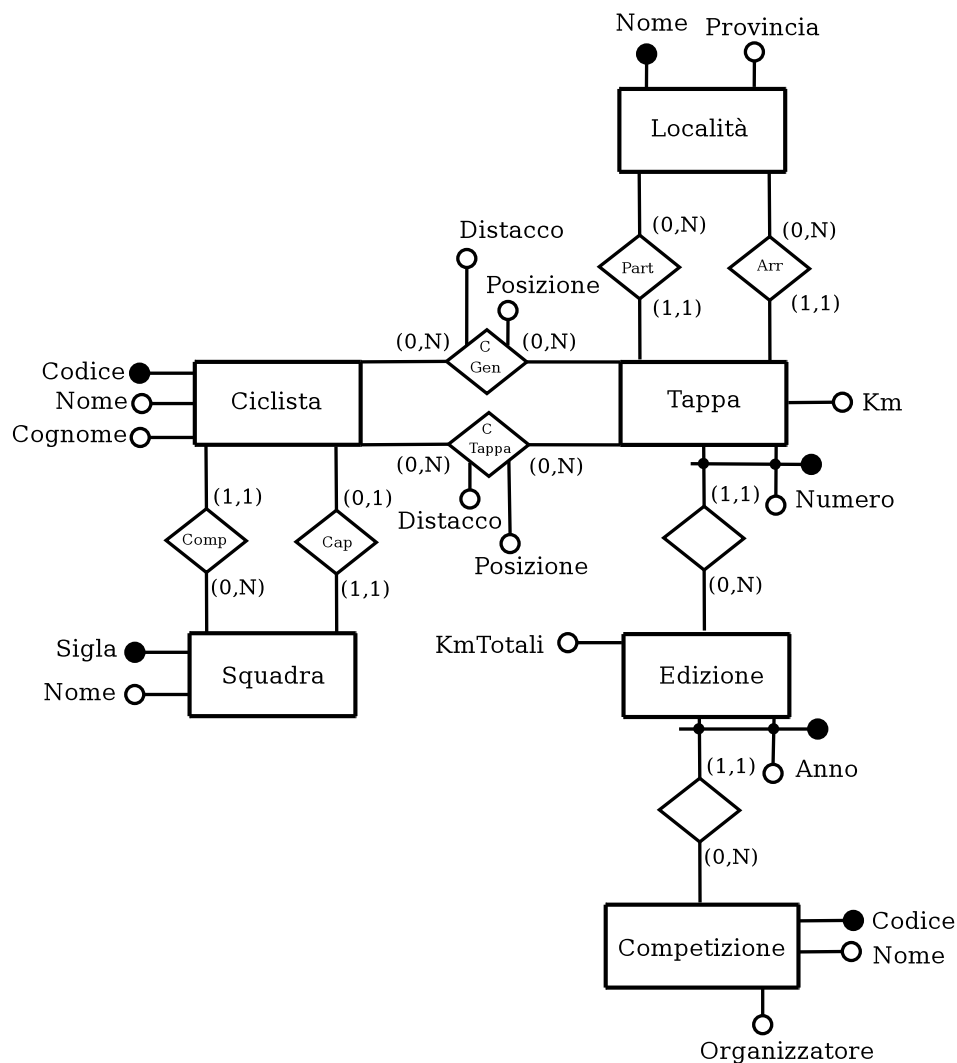 Nome
Provincia
Località
(0,N)
(0,N)
Distacco
Part
Arr
Posizione
(1,1)
(1,1)
(0,N)
C
Gen
(0,N)
Codice
Nome
Cognome
Ciclista
Tappa
Km
C
Tappa
(0,N)
(0,N)
(1,1)
(0,1)
Distacco
(1,1)
Numero
Comp
Cap
Posizione
(0,N)
(1,1)
(0,N)
Sigla
Nome
Squadra
KmTotali
Edizione
(1,1)
Anno
(0,N)
Competizione
Codice
Nome
Organizzatore